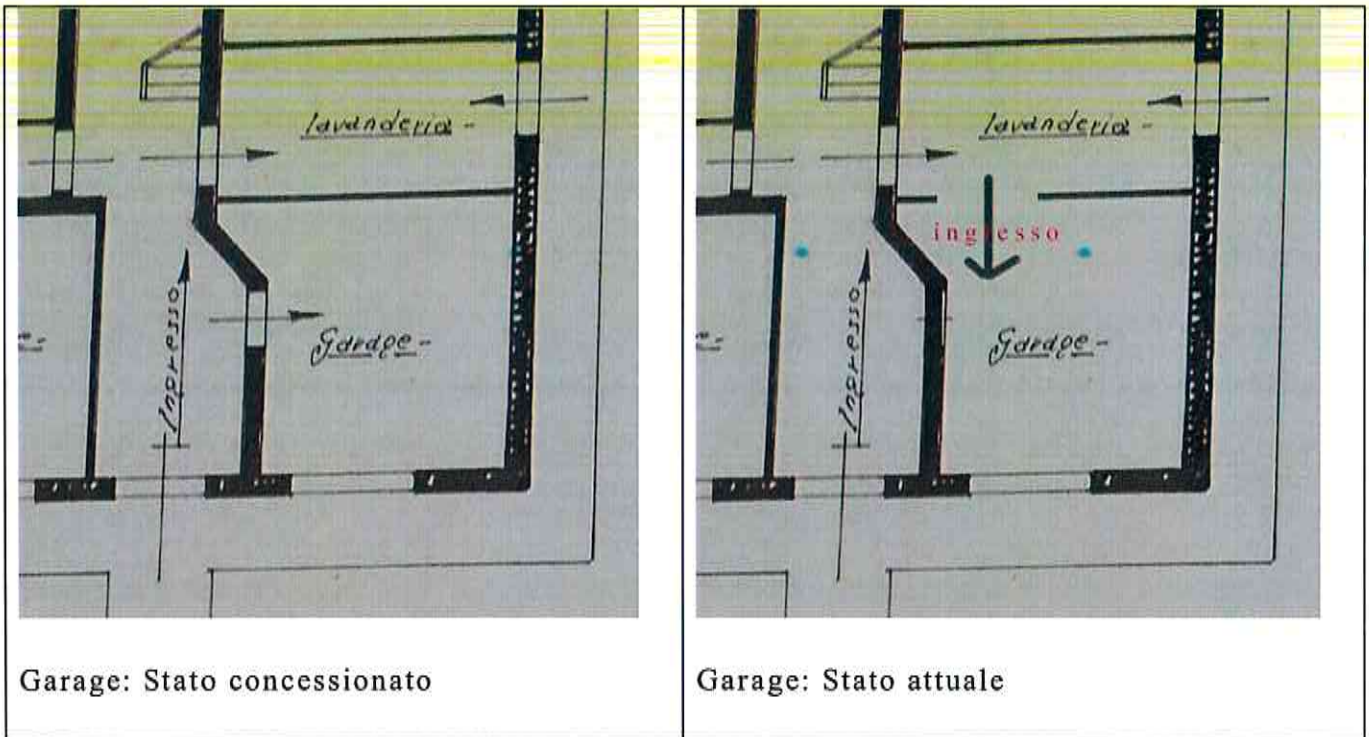 lavanderia -
Ingresso
Garage -
Garage: Stato concessionato
lavanderia -
ingresso
Ingresso
e. -
Garage -
Garage: Stato attuale